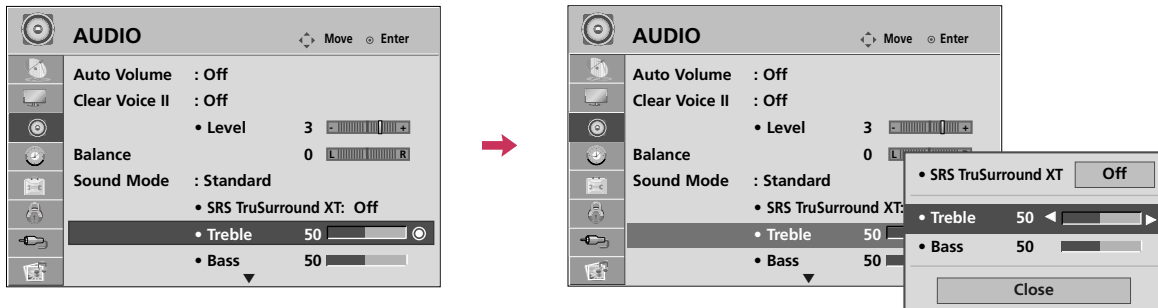 AUDIO Move Enter
Auto Volume : Off
Clear Voice II : Off
• Level 3 - +
Balance 0 L R
Sound Mode : Standard
• SRS TruSurround XT: Off
• Treble 50
• Bass 50
AUDIO Move Enter
Auto Volume : Off
Clear Voice II : Off
• Level 3 - +
Balance 0 L
Sound Mode : Standard
• SRS TruSurround XT:
• Treble 50
• Bass 50
• SRS TruSurround XT Off
• Treble 50
• Bass 50
Close